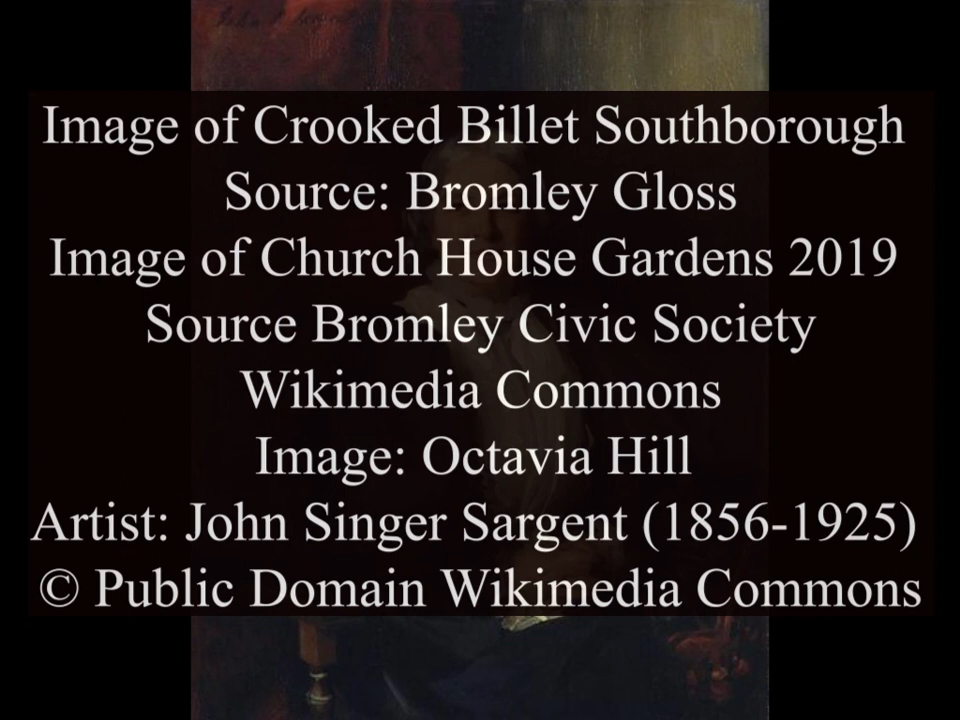 Image of Crooked Billet Southborough
Source: Bromley Gloss
Image of Church House Gardens 2019
Source Bromley Civic Society
Wikimedia Commons
Image: Octavia Hill
Artist: John Singer Sargent (1856-1925)
© Public Domain Wikimedia Commons